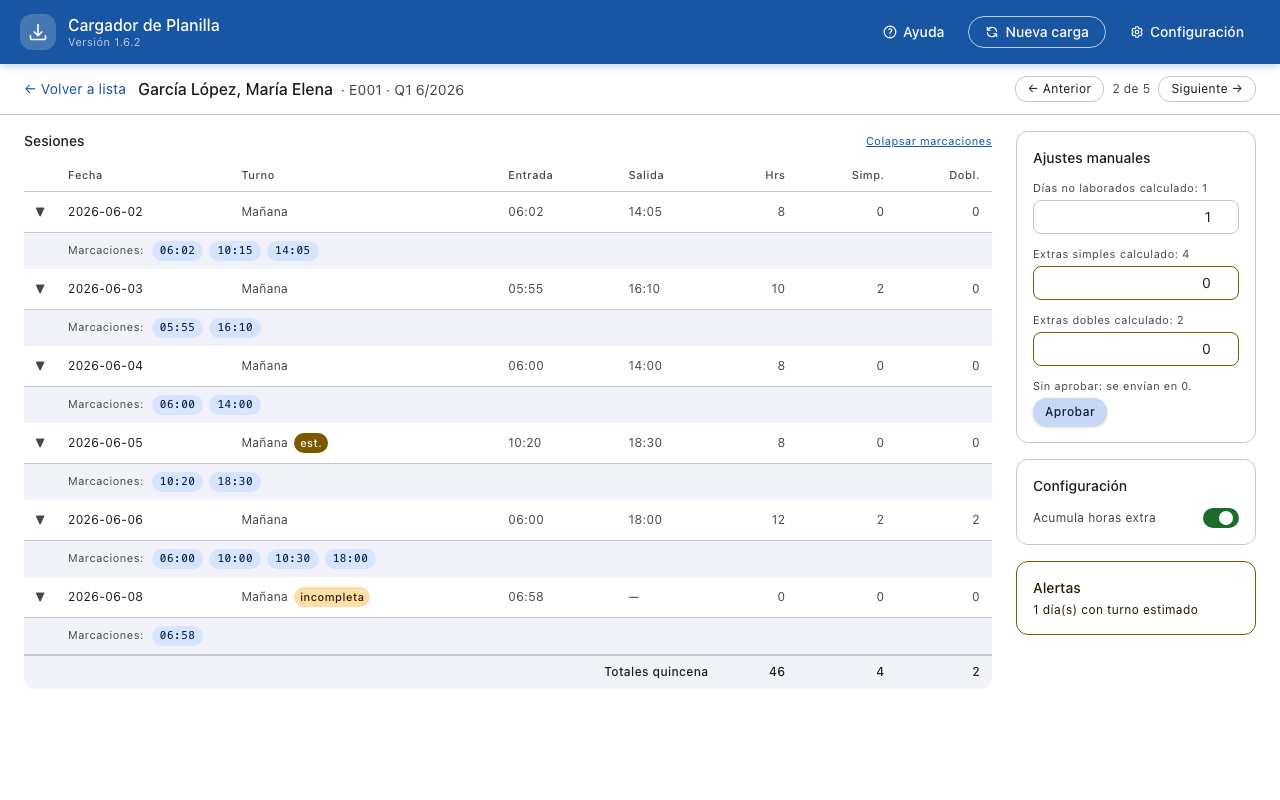 Cargador de Planilla
Versión 1.6.2
Ayuda
Nueva carga
Configuración
← Volver a lista García López, María Elena · E001 · Q1 6/2026
← Anterior 2 de 5 Siguiente →
Sesiones
Colapsar marcaciones
Fecha Turno Entrada Salida Hrs Simp. Dobl.
▼ 2026-06-02 Mañana 06:02 14:05 8 0 0
Marcaciones: 06:02 10:15 14:05
▼ 2026-06-03 Mañana 05:55 16:10 10 2 0
Marcaciones: 05:55 16:10
▼ 2026-06-04 Mañana 06:00 14:00 8 0 0
Marcaciones: 06:00 14:00
▼ 2026-06-05 Mañana est. 10:20 18:30 8 0 0
Marcaciones: 10:20 18:30
▼ 2026-06-06 Mañana 06:00 18:00 12 2 2
Marcaciones: 06:00 10:00 10:30 18:00
▼ 2026-06-08 Mañana incompleta 06:58 — 0 0 0
Marcaciones: 06:58
Totales quincena 46 4 2
Ajustes manuales
Días no laborados calculado: 1
1
Extras simples calculado: 4
0
Extras dobles calculado: 2
0
Sin aprobar: se envían en 0.
Aprobar
Configuración
Acumula horas extra
Alertas
1 día(s) con turno estimado